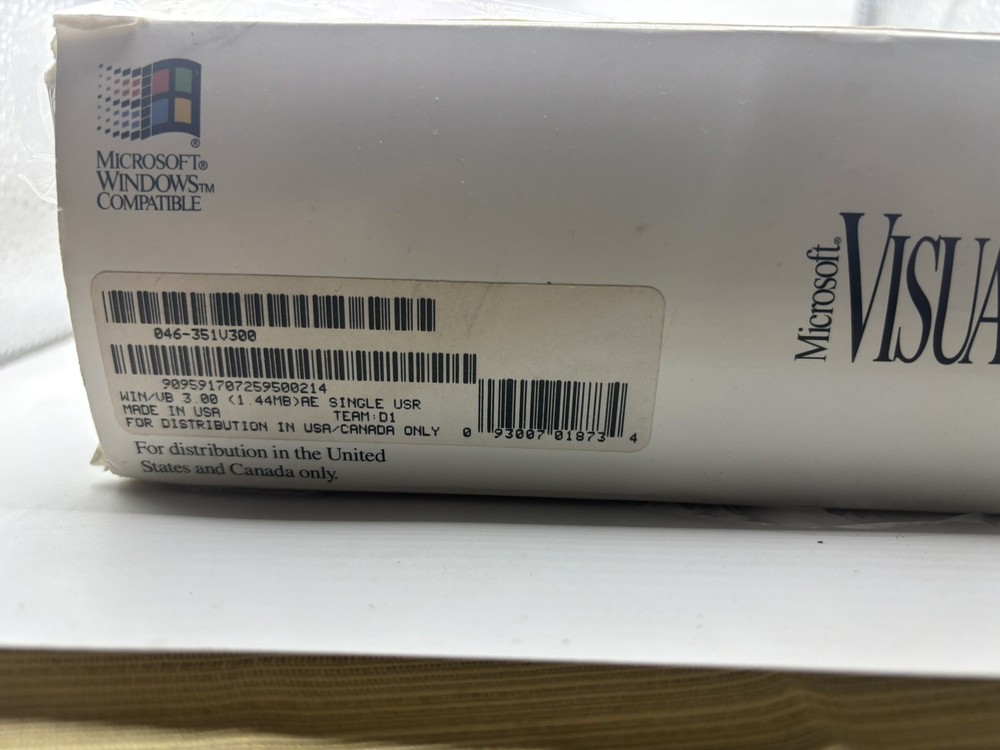 ®
MICROSOFT®
WINDOWS™
COMPATIBLE
046-351V300
909591707259500214
WIN/VB 3.00 (1.44MB)AE SINGLE USR
MADE IN USA TEAM:D1
FOR DISTRIBUTION IN USA/CANADA ONLY
0 93007 01873 4
For distribution in the United
States and Canada only.
Microsoft®
VISUA